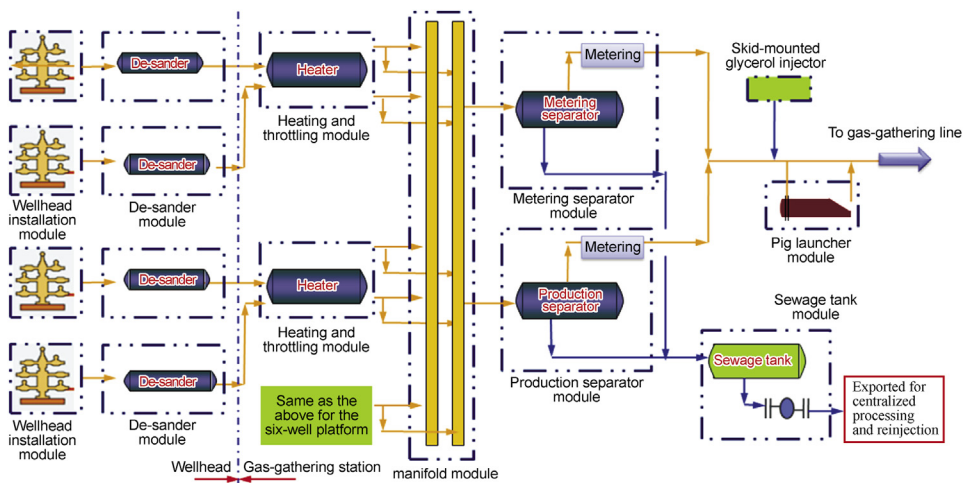 De-sander
Heater
Heating and
throttling module
Wellhead
installation
module
De-sander
De-sander
module
De-sander
Heater
Heating and
throttling module
De-sander
Wellhead
installation
module
De-sander
module
Same as the
above for the
six-well platform
Wellhead
Gas-gathering station
manifold module
Metering
Metering
separator
Metering separator
module
Metering
Production
separator
Production separator
module
Skid-mounted
glycerol injector
To gas-gathering line
Pig launcher
module
Sewage tank
module
Sewage tank
Exported for
centralized
processing
and reinjection